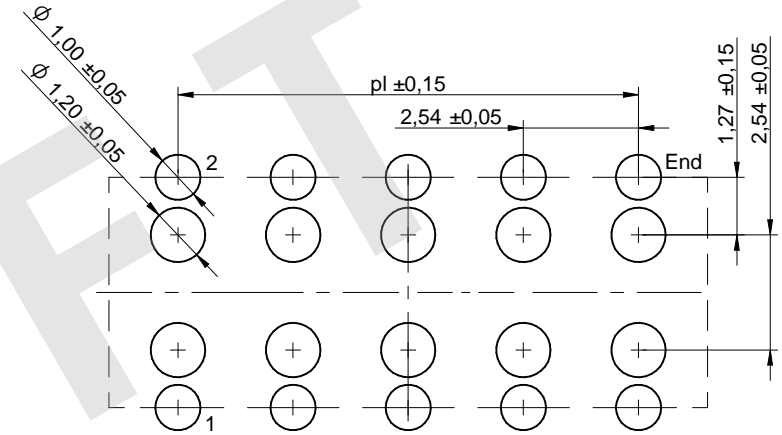 Ø 1,00 ±0,05
Ø 1,20 ±0,05
pl ±0,15
2,54 ±0,05
1,27 ±0,15
2,54 ±0,05
2
End
1
F T